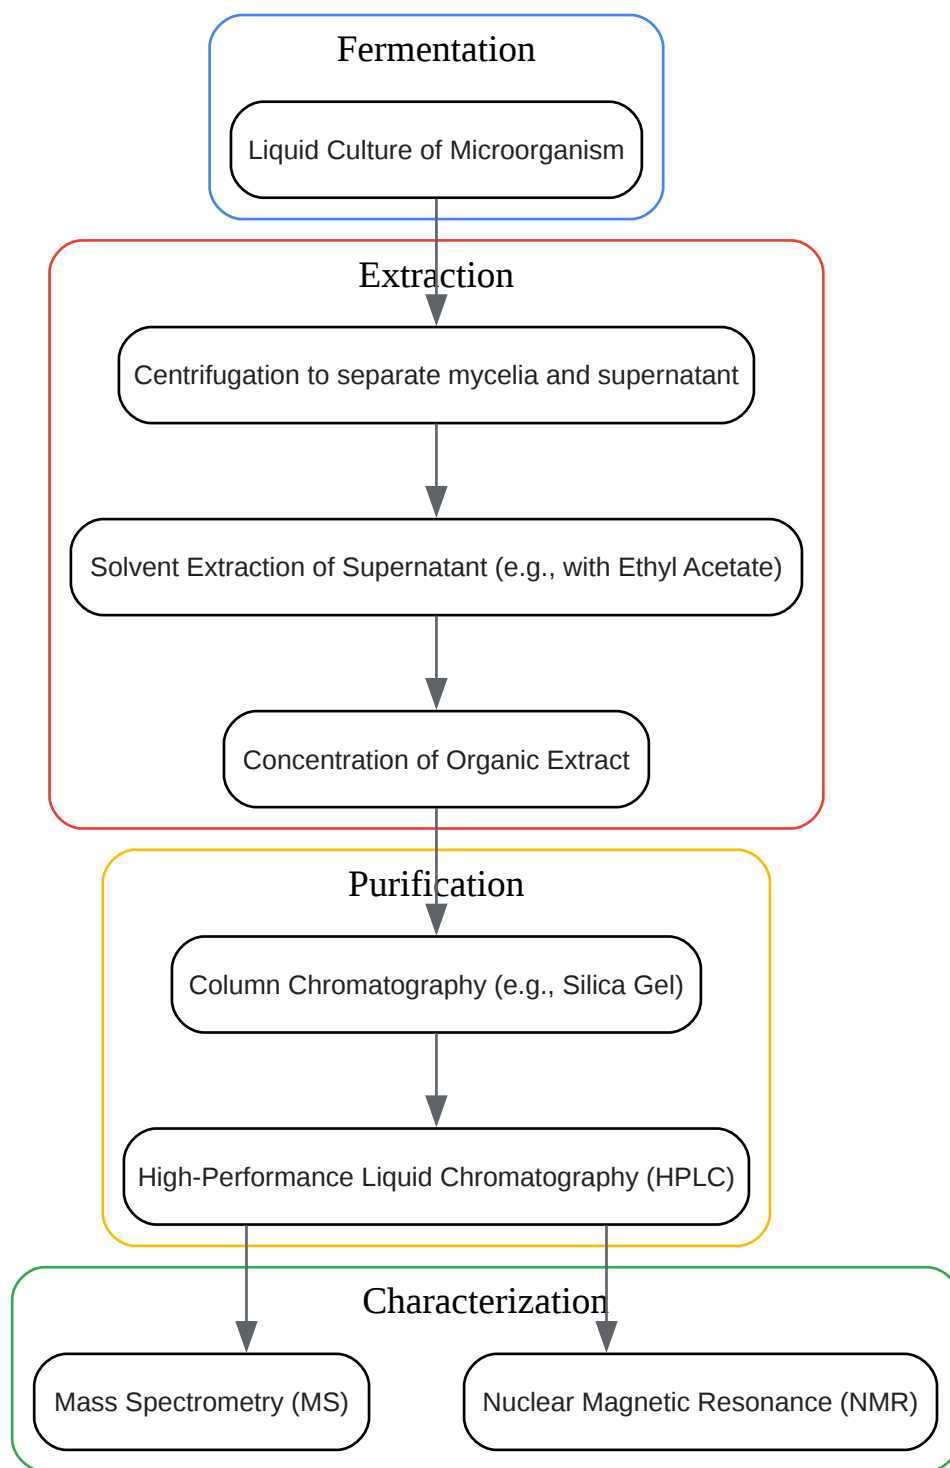 Fermentation
Liquid Culture of Microorganism
Extraction
Centrifugation to separate mycelia and supernatant
Solvent Extraction of Supernatant (e.g., with Ethyl Acetate)
Concentration of Organic Extract
Purification
Column Chromatography (e.g., Silica Gel)
High-Performance Liquid Chromatography (HPLC)
Characterization
Mass Spectrometry (MS)
Nuclear Magnetic Resonance (NMR)